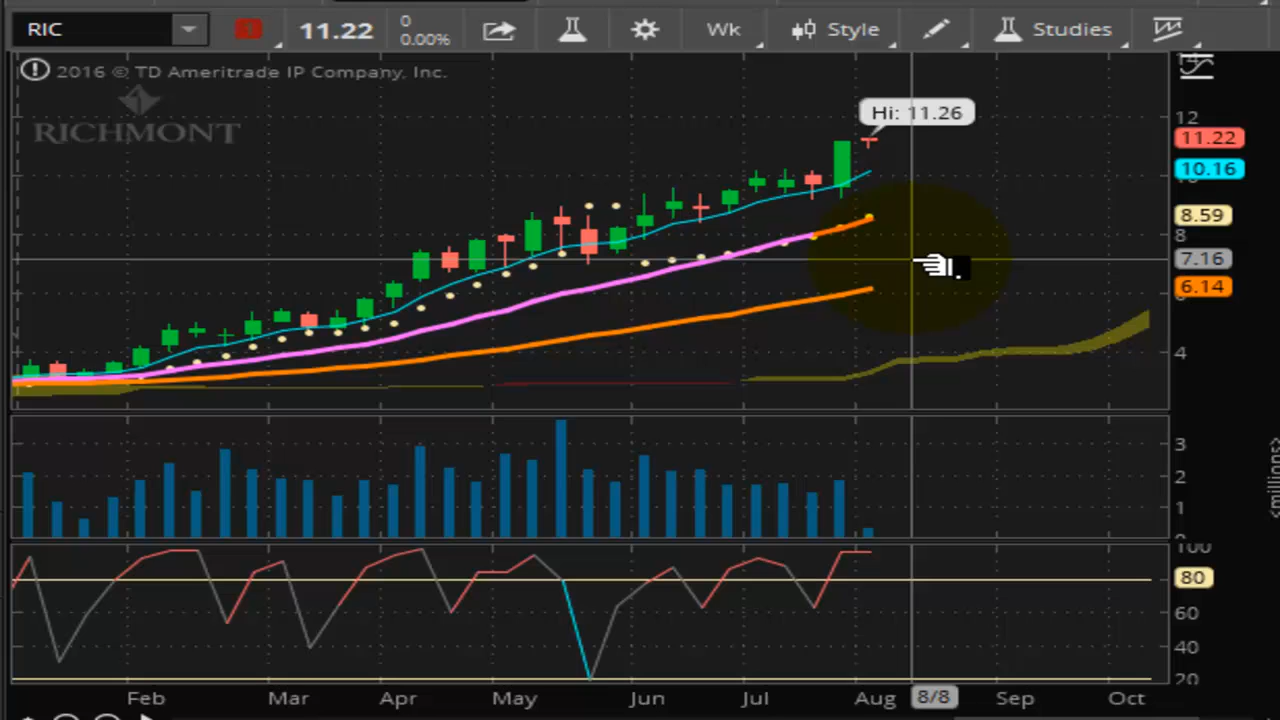 RIC 11.22 0 0.00% Wk Style Studies
2016 © TD Ameritrade IP Company, Inc.
RICHMONT
Hi: 11.26
12
11.22
10.16
8.59
8
7.16
6.14
4
3
2
1
<millions>
100
80
60
40
20
Feb Mar Apr May Jun Jul Aug 8/8 Sep Oct